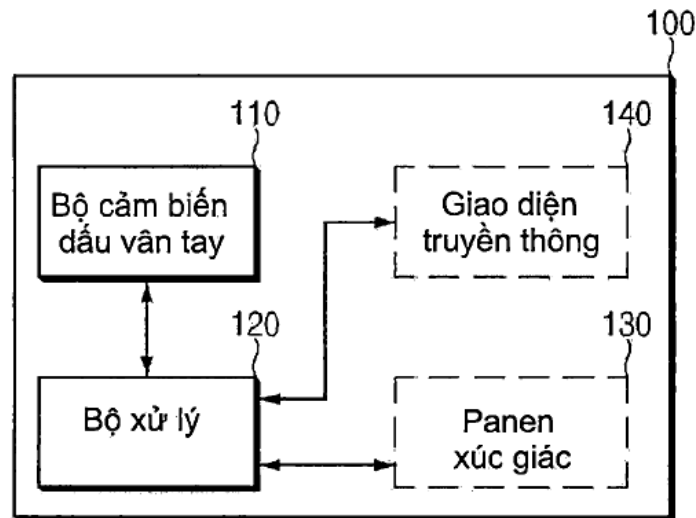 100
110
140
Bộ cảm biến
dấu vân tay
Giao diện
truyền thông
120
130
Bộ xử lý
Panen
xúc giác